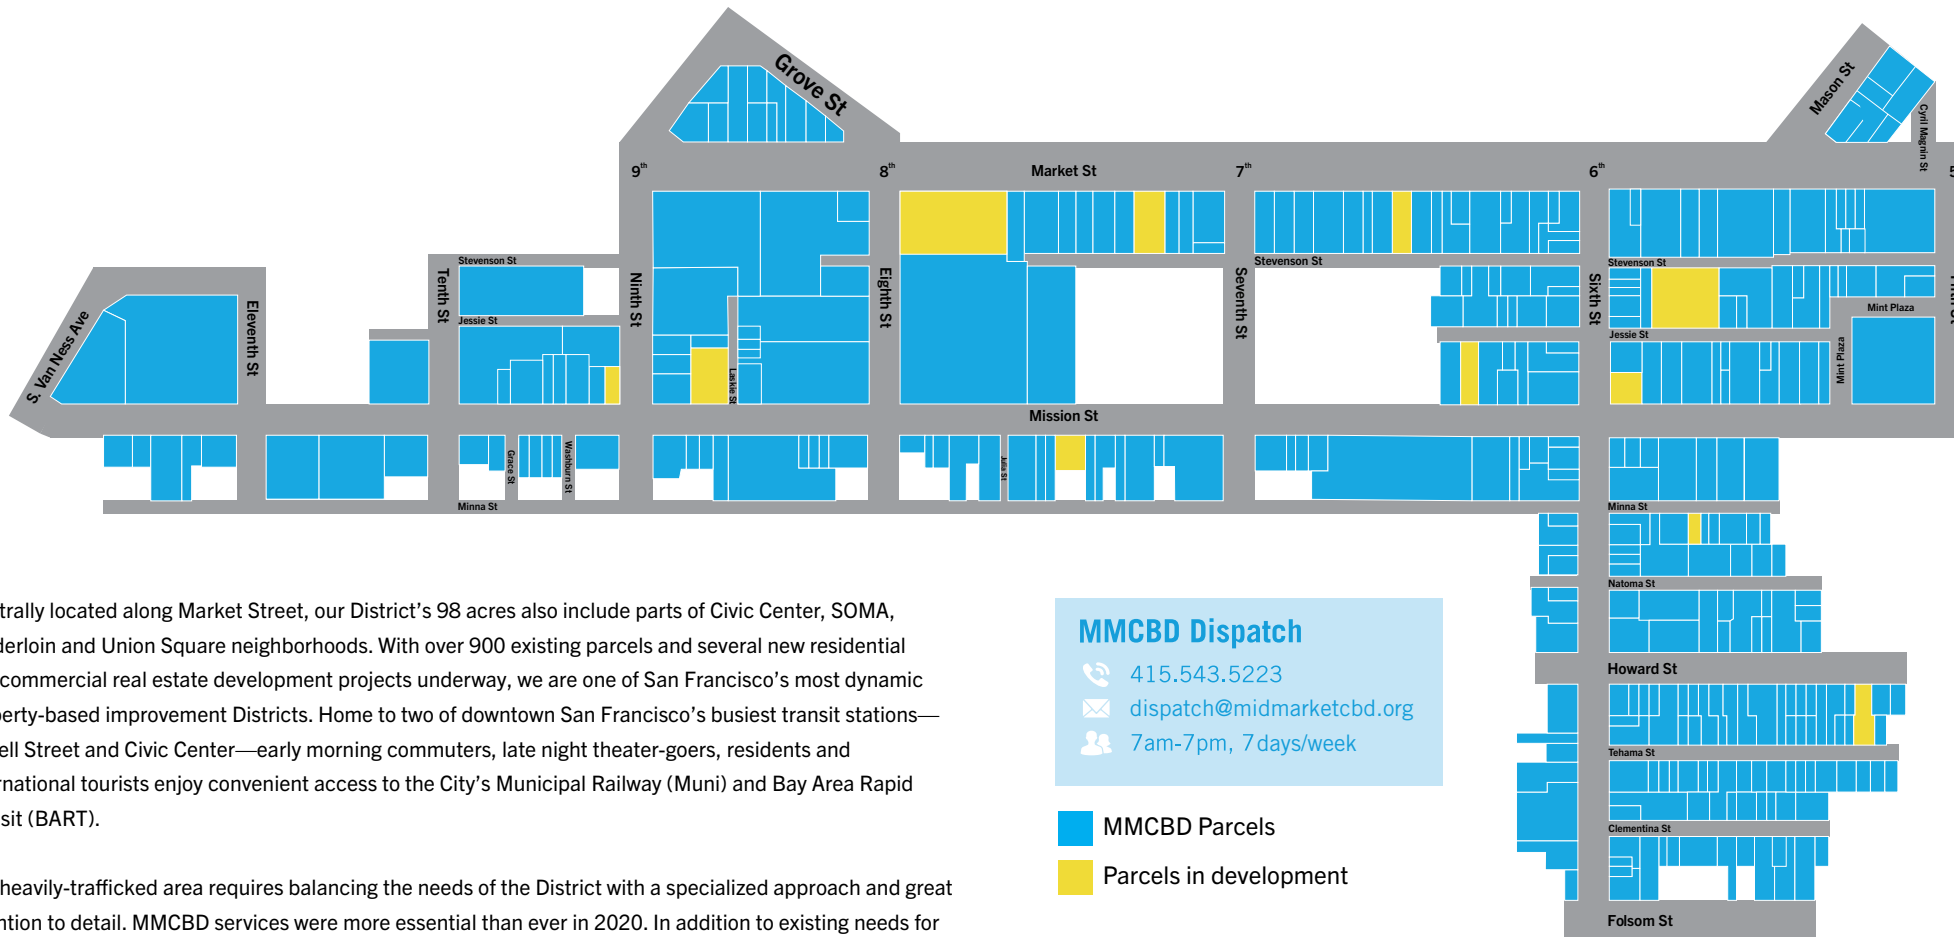 Grove St
Mason St
Cyril Magnin St
9th
8th
Market St
7th
6th
5
Stevenson St
Stevenson St
Stevenson St
S. Van Ness Ave
Eleventh St
Tenth St
Ninth St
Eighth St
Seventh St
Sixth St
Jessie St
Jessie St
Mint Plaza
Mint Plaza
Laskie St
Mission St
Grace St
Washburn St
Julia St
Minna St
Minna St
Natoma St
Howard St
Tehama St
Clementina St
Folsom St
trally located along Market Street, our District's 98 acres also include parts of Civic Center, SOMA,
derloin and Union Square neighborhoods. With over 900 existing parcels and several new residential
commercial real estate development projects underway, we are one of San Francisco's most dynamic
perty-based improvement Districts. Home to two of downtown San Francisco's busiest transit stations—
ell Street and Civic Center—early morning commuters, late night theater-goers, residents and
rnational tourists enjoy convenient access to the City's Municipal Railway (Muni) and Bay Area Rapid
sit (BART).
heavily-trafficked area requires balancing the needs of the District with a specialized approach and great
ntion to detail. MMCBD services were more essential than ever in 2020. In addition to existing needs for
MMCBD Dispatch
415.543.5223
dispatch@midmarketcbd.org
7am-7pm, 7days/week
MMCBD Parcels
Parcels in development